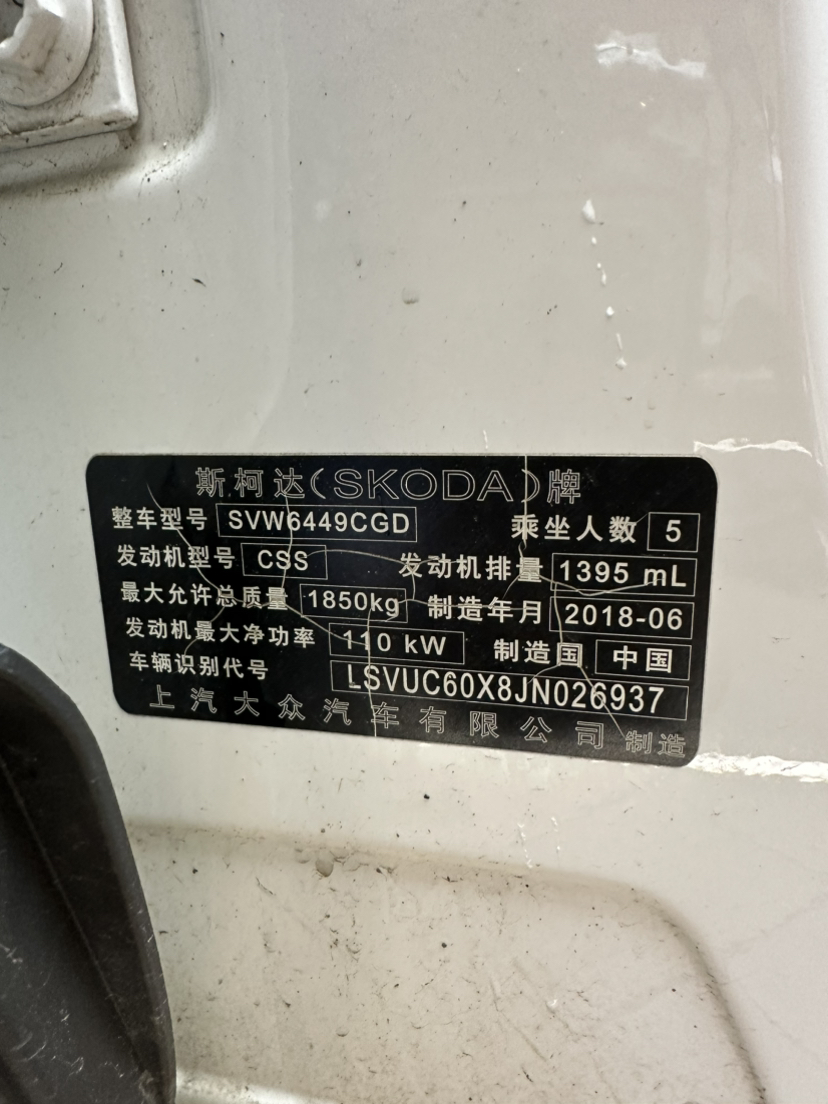 斯柯达(SKODA)牌
整车型号 SVW6449CGD 乘坐人数 5
发动机型号 CSS 发动机排量 1395 mL
最大允许总质量 1850kg 制造年月 2018-06
发动机最大净功率 110 kW 制造国 中国
车辆识别代号 LSVUC60X8JN026937
上汽大众汽车有限公司 制造